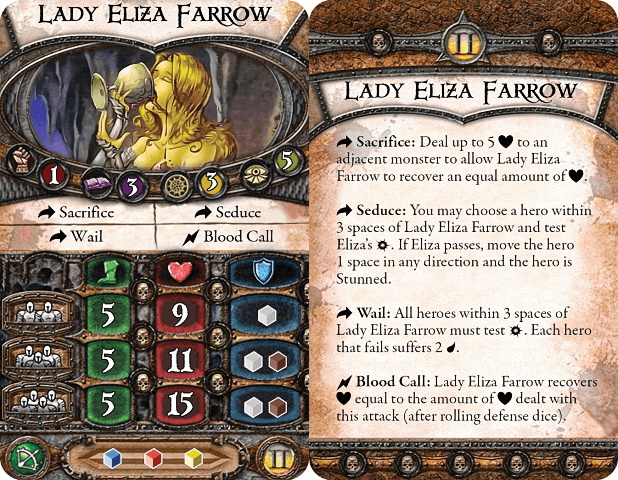 LADY ELIZA FARROW
1 3 3 5
Sacrifice Seduce
Wail Blood Call
5 9
5 11
5 15
II
II
LADY ELIZA FARROW
Sacrifice: Deal up to 5 ♥ to an
adjacent monster to allow Lady Eliza
Farrow to recover an equal amount of ♥.
Seduce: You may choose a hero within
3 spaces of Lady Eliza Farrow and test
Eliza's. If Eliza passes, move the hero
1 space in any direction and the hero is
Stunned.
Wail: All heroes within 3 spaces of
Lady Eliza Farrow must test. Each hero
that fails suffers 2.
Blood Call: Lady Eliza Farrow recovers
♥ equal to the amount of ♥ dealt with
this attack (after rolling defense dice).